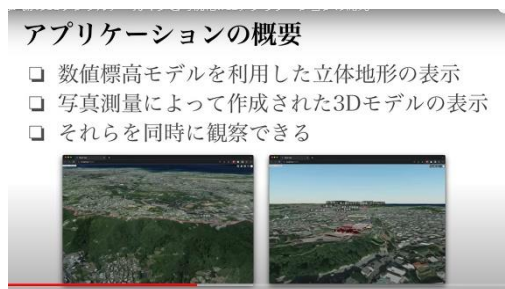 アプリケーションの概要
❏ 数値標高モデルを利用した立体地形の表示
❏ 写真測量によって作成された3Dモデルの表示
❏ それらを同時に観察できる